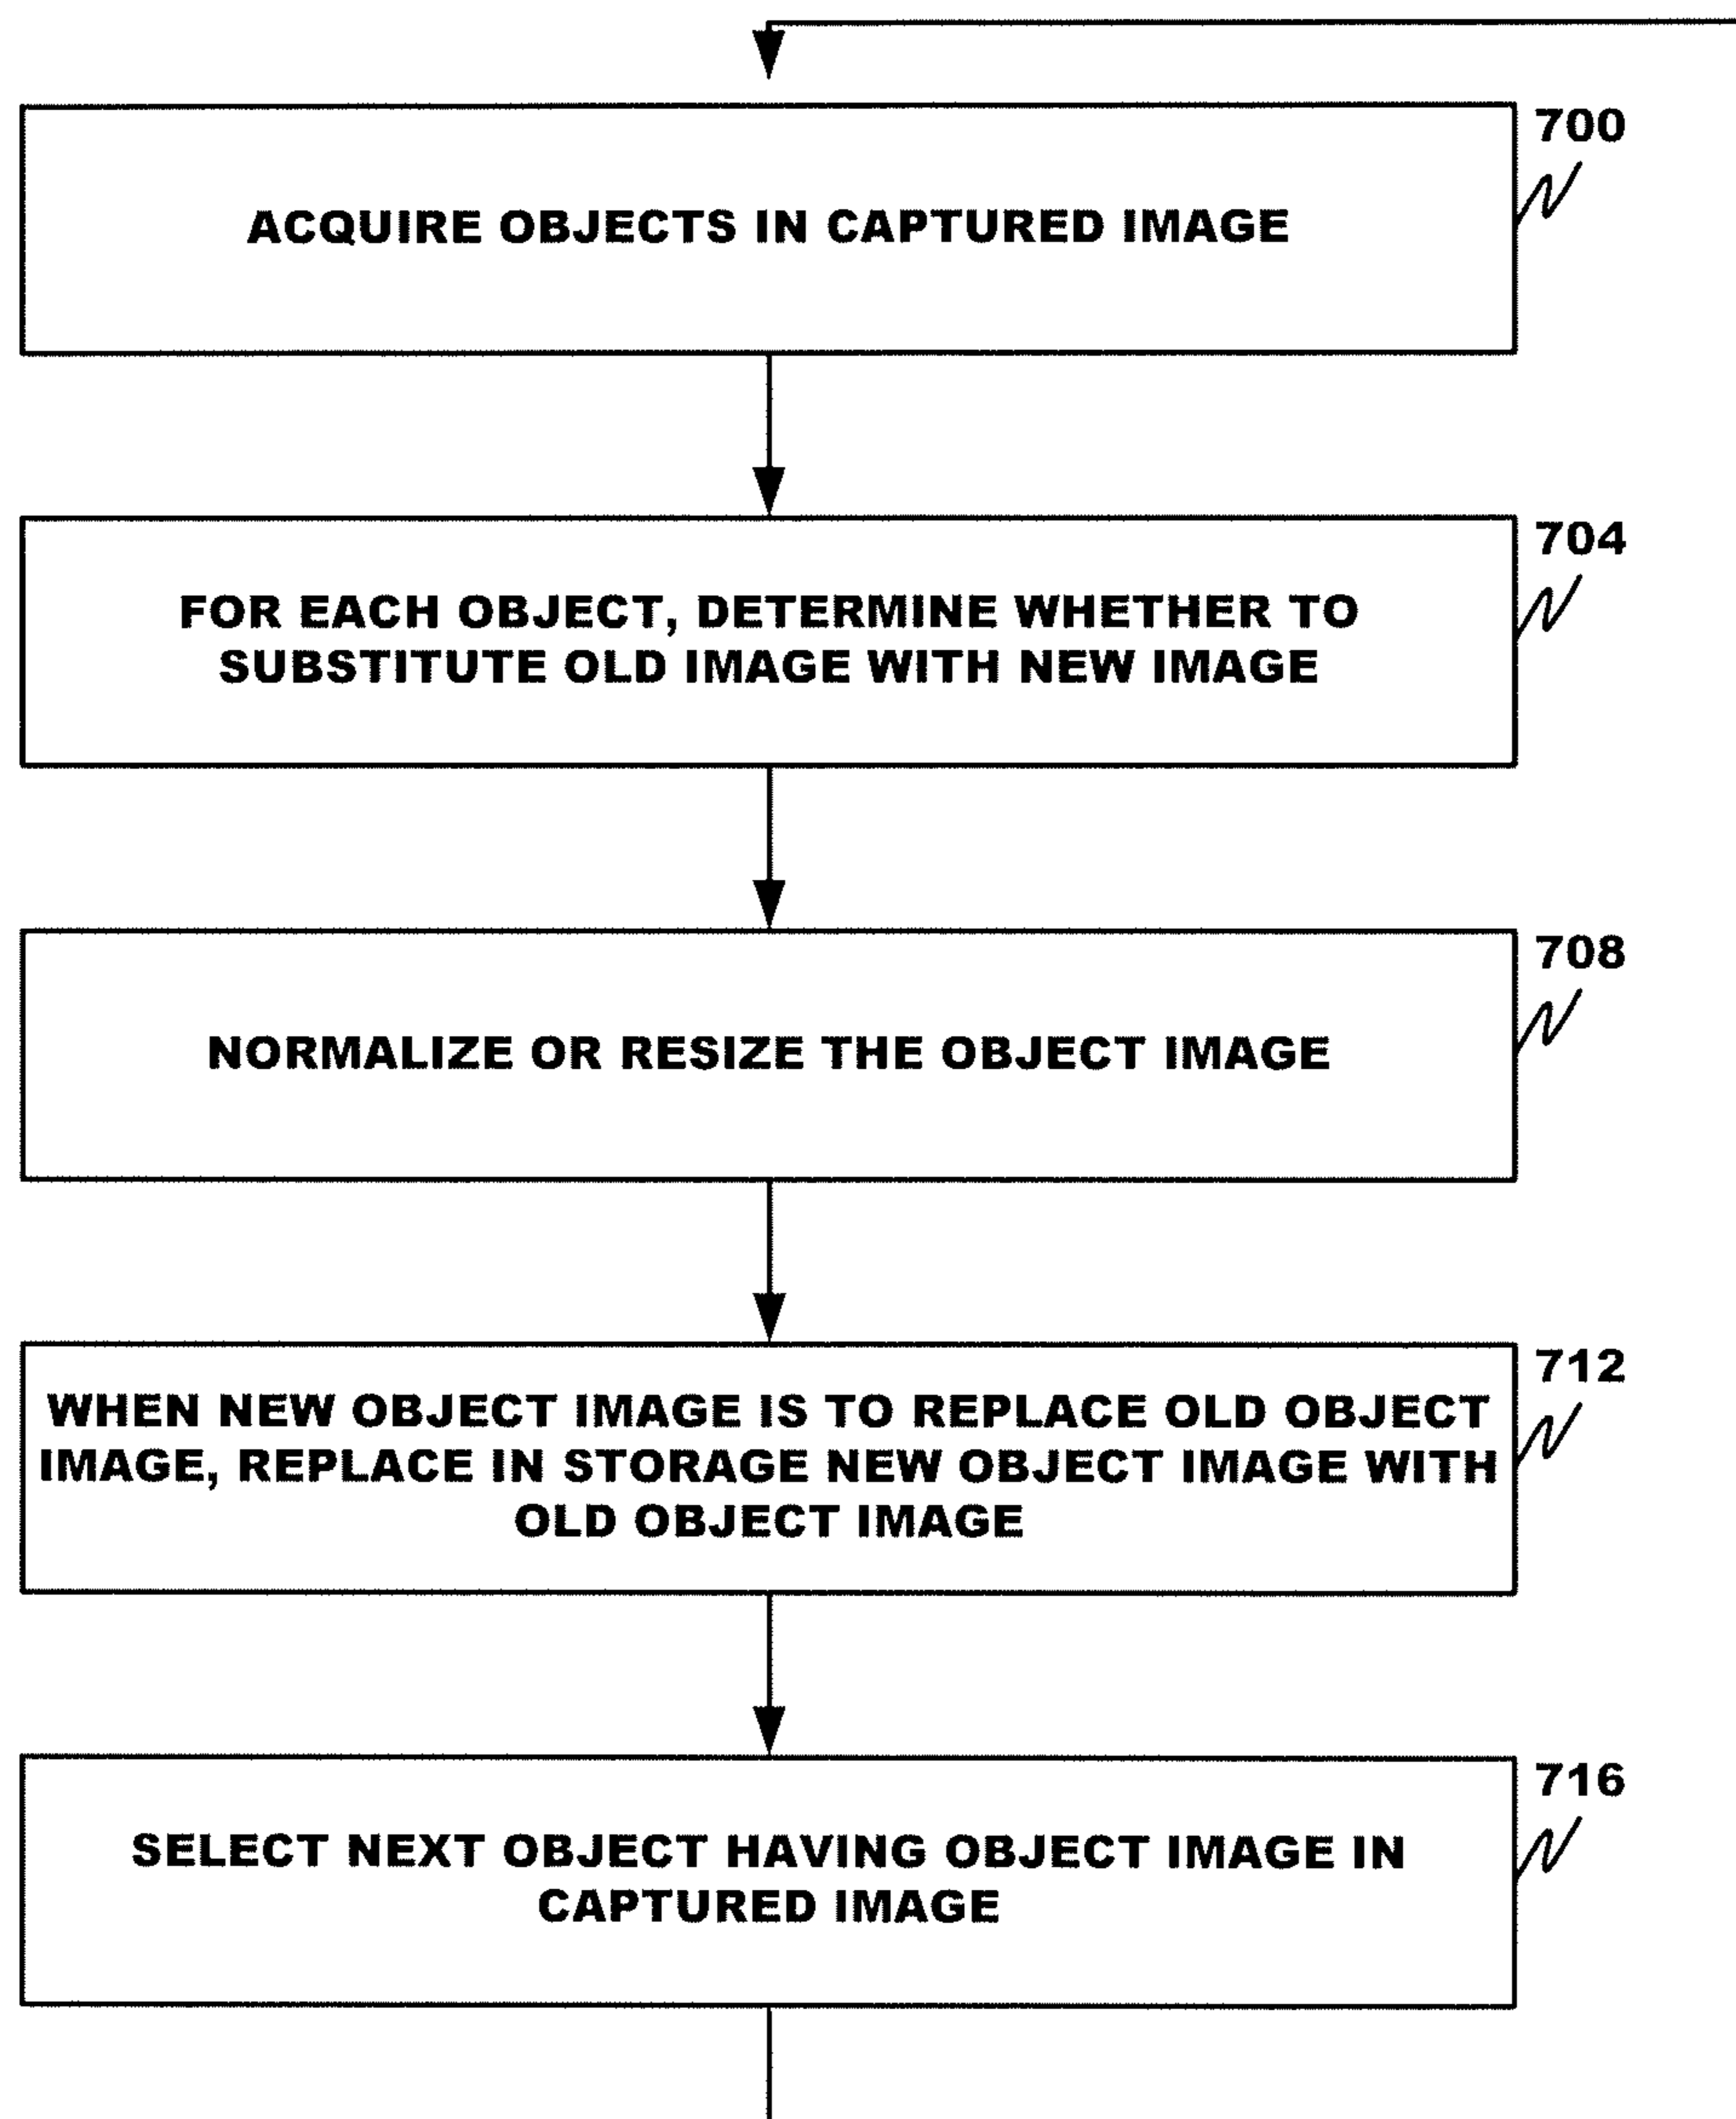 700
ACQUIRE OBJECTS IN CAPTURED IMAGE
704
FOR EACH OBJECT, DETERMINE WHETHER TO
SUBSTITUTE OLD IMAGE WITH NEW IMAGE
708
NORMALIZE OR RESIZE THE OBJECT IMAGE
712
WHEN NEW OBJECT IMAGE IS TO REPLACE OLD OBJECT
IMAGE, REPLACE IN STORAGE NEW OBJECT IMAGE WITH
OLD OBJECT IMAGE
716
SELECT NEXT OBJECT HAVING OBJECT IMAGE IN
CAPTURED IMAGE